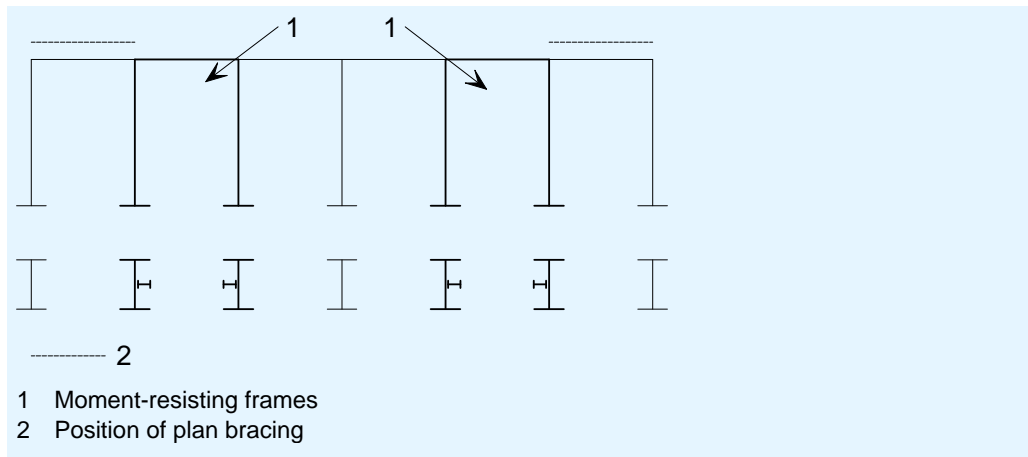 1 1
2
1 Moment-resisting frames
2 Position of plan bracing